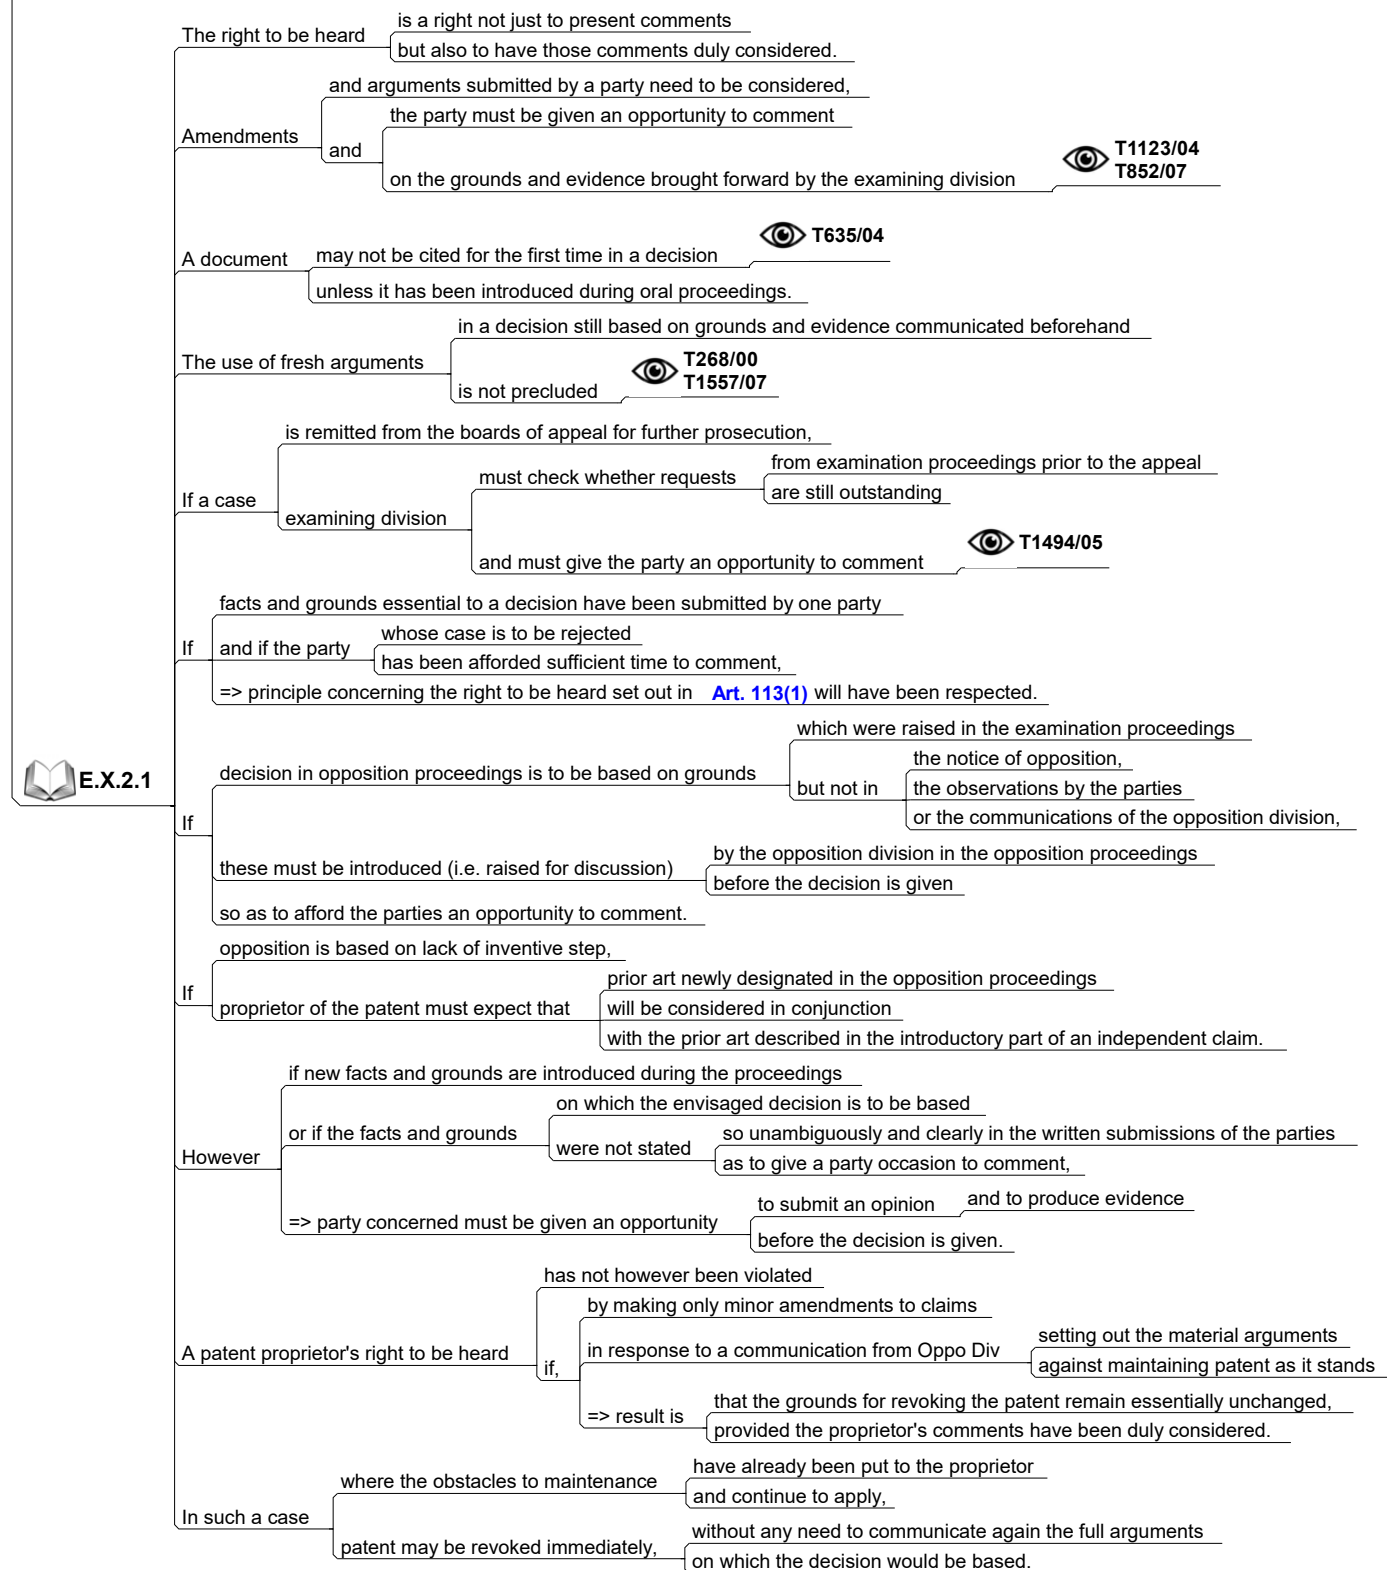 The right to be heard
is a right not just to present comments
but also to have those comments duly considered.
Amendments
and arguments submitted by a party need to be considered,
and
the party must be given an opportunity to comment
on the grounds and evidence brought forward by the examining division
T1123/04
T852/07
A document
may not be cited for the first time in a decision
T635/04
unless it has been introduced during oral proceedings.
The use of fresh arguments
in a decision still based on grounds and evidence communicated beforehand
is not precluded
T268/00
T1557/07
If a case
is remitted from the boards of appeal for further prosecution,
examining division
must check whether requests
from examination proceedings prior to the appeal
are still outstanding
and must give the party an opportunity to comment
T1494/05
If
facts and grounds essential to a decision have been submitted by one party
and if the party
whose case is to be rejected
has been afforded sufficient time to comment,
=> principle concerning the right to be heard set out in Art. 113(1) will have been respected.
E.X.2.1
If
decision in opposition proceedings is to be based on grounds
which were raised in the examination proceedings
but not in
the notice of opposition,
the observations by the parties
or the communications of the opposition division,
these must be introduced (i.e. raised for discussion)
by the opposition division in the opposition proceedings
before the decision is given
so as to afford the parties an opportunity to comment.
If
opposition is based on lack of inventive step,
proprietor of the patent must expect that
prior art newly designated in the opposition proceedings
will be considered in conjunction
with the prior art described in the introductory part of an independent claim.
However
if new facts and grounds are introduced during the proceedings
or if the facts and grounds
on which the envisaged decision is to be based
were not stated
so unambiguously and clearly in the written submissions of the parties
as to give a party occasion to comment,
=> party concerned must be given an opportunity
to submit an opinion
and to produce evidence
before the decision is given.
A patent proprietor's right to be heard
has not however been violated
if,
by making only minor amendments to claims
in response to a communication from Oppo Div
setting out the material arguments
against maintaining patent as it stands
=> result is
that the grounds for revoking the patent remain essentially unchanged,
provided the proprietor's comments have been duly considered.
In such a case
where the obstacles to maintenance
have already been put to the proprietor
and continue to apply,
patent may be revoked immediately,
without any need to communicate again the full arguments
on which the decision would be based.